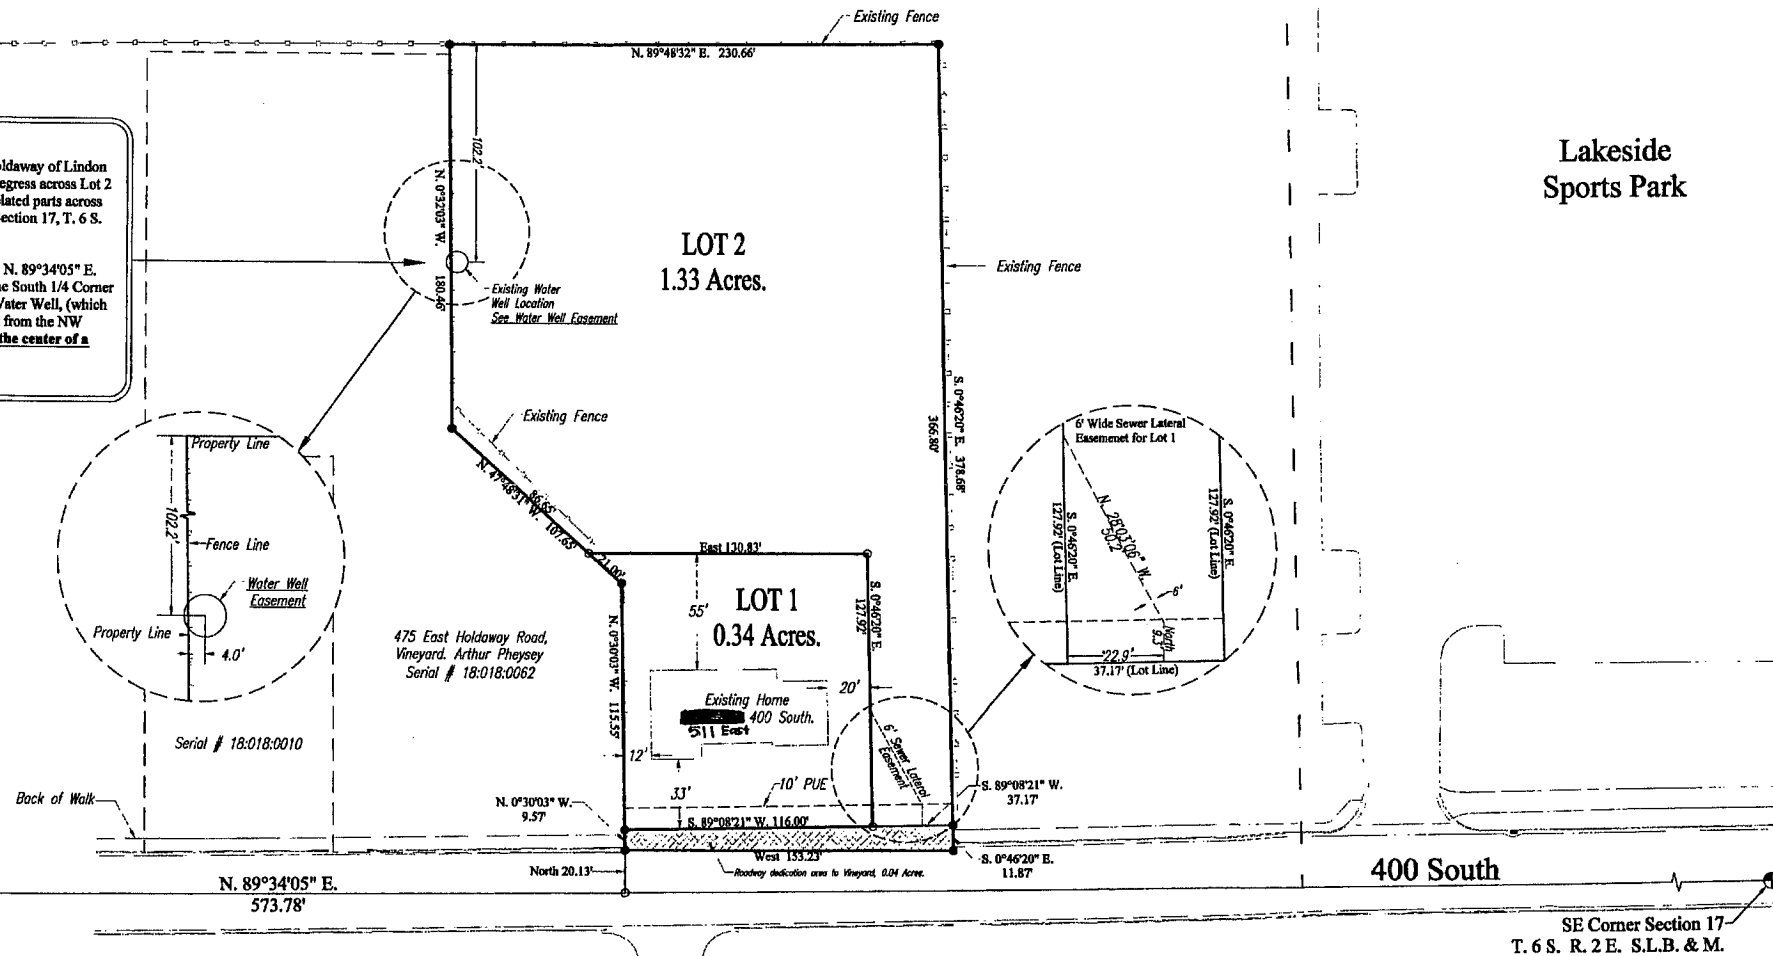 Existing Fence
N. 89°48'32" E. 230.66'
102.2'
oldaway of Lindon
egress across Lot 2
elated parts across
ection 17, T. 6 S.
N. 89°34'05" E.
he South 1/4 Corner
Water Well, (which
from the NW
the center of a
N. 0°32'03" W. 180.46'
LOT 2
1.33 Acres.
Lakeside
Sports Park
Existing Fence
Existing Water
Well Location
See Water Well Easement
S. 0°46'20" E. 378.68'
366.80'
Existing Fence
N. 47°48'31" W. 107.65'
86.65'
21.00'
Property Line
102.2'
Fence Line
Water Well
Easement
Property Line
4.0'
6' Wide Sewer Lateral
Easemenet for Lot 1
S. 0°46'20" E.
127.92' (Lot Line)
N. 28°03'06" W.
50.2'
S. 0°46'20" E.
127.92' (Lot Line)
6'
North
9.3'
22.9'
37.17' (Lot Line)
East 130.83'
55'
LOT 1
0.34 Acres.
S. 0°46'20" E.
127.92'
N. 0°30'03" W. 115.55'
475 East Holdaway Road,
Vineyard. Arthur Pheysey
Serial # 18:018:0062
Existing Home
400 South.
511 East
20'
12'
33'
10' PUE
6' Sewer Lateral
Easement
Serial # 18:018:0010
Back of Walk
N. 0°30'03" W.
9.57'
S. 89°08'21" W. 116.00'
S. 89°08'21" W.
37.17'
West 153.23'
S. 0°46'20" E.
11.87'
North 20.13'
Roadway dedication area to Vineyard, 0.04 Acre.
N. 89°34'05" E.
573.78'
400 South
SE Corner Section 17
T. 6 S. R. 2 E. S.L.B. & M.